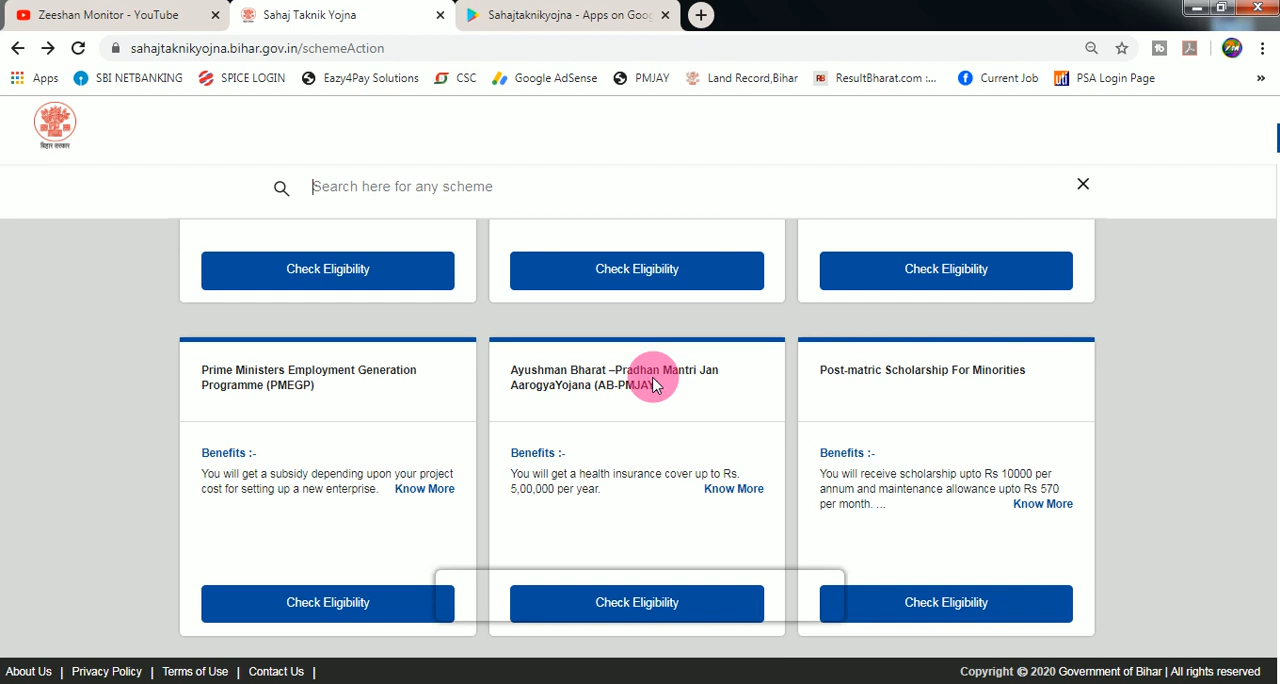 Zeeshan Monitor - YouTube
Sahaj Taknik Yojna
Sahajtaknikyojna - Apps on Goo
sahajtaknikyojna.bihar.gov.in/schemeAction
Apps SBI NETBANKING SPICE LOGIN Eazy4Pay Solutions CSC Google AdSense PMJAY Land Record,Bihar RB ResultBharat.com :... Current Job uti PSA Login Page »
बिहार सरकार
Search here for any scheme
Check Eligibility Check Eligibility Check Eligibility
Prime Ministers Employment Generation
Programme (PMEGP)
Benefits :-
You will get a subsidy depending upon your project
cost for setting up a new enterprise. Know More
Check Eligibility
Ayushman Bharat –Pradhan Mantri Jan
AarogyaYojana (AB-PMJAY)
Benefits :-
You will get a health insurance cover up to Rs.
5,00,000 per year. Know More
Check Eligibility
Post-matric Scholarship For Minorities
Benefits :-
You will receive scholarship upto Rs 10000 per
annum and maintenance allowance upto Rs 570
per month. ... Know More
Check Eligibility
About Us | Privacy Policy | Terms of Use | Contact Us |
Copyright © 2020 Government of Bihar | All rights reserved